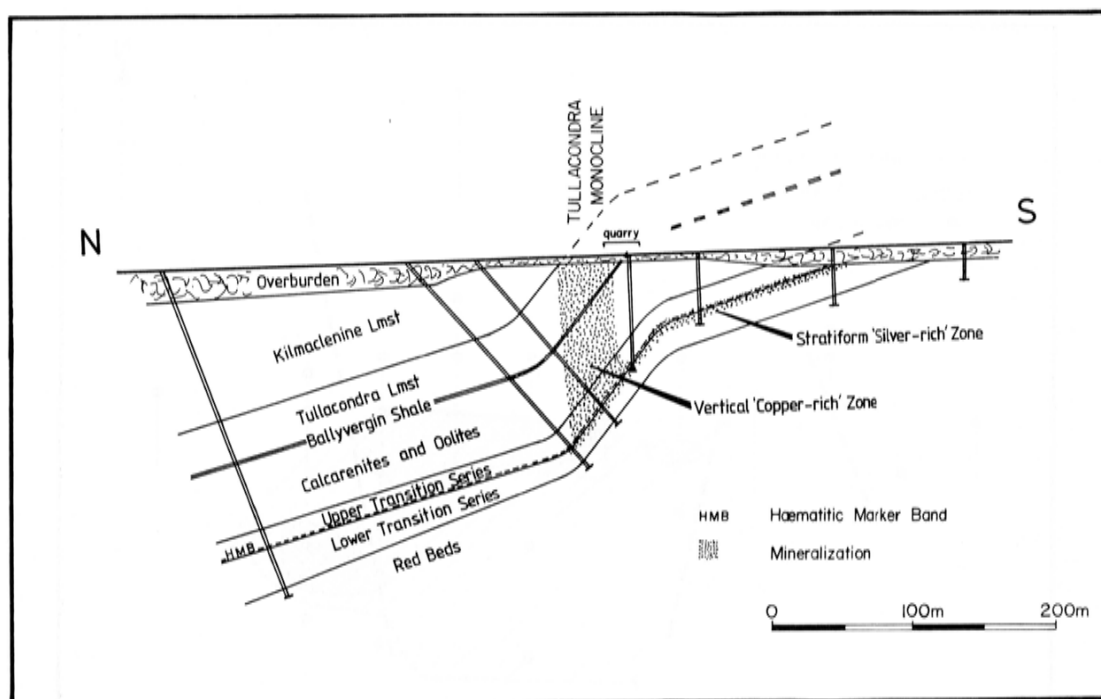 TULLACONDRA
MONOCLINE
N
S
quarry
Overburden
Kilmaclenine Lmst
Stratiform 'Silver-rich' Zone
Tullacondra Lmst
Vertical 'Copper-rich' Zone
Ballyvergin Shale
Calcarenites and Oolites
Upper Transition Series
HMB
Lower Transition Series
Red Beds
HMB Hæmatitic Marker Band
Mineralization
0 100m 200m